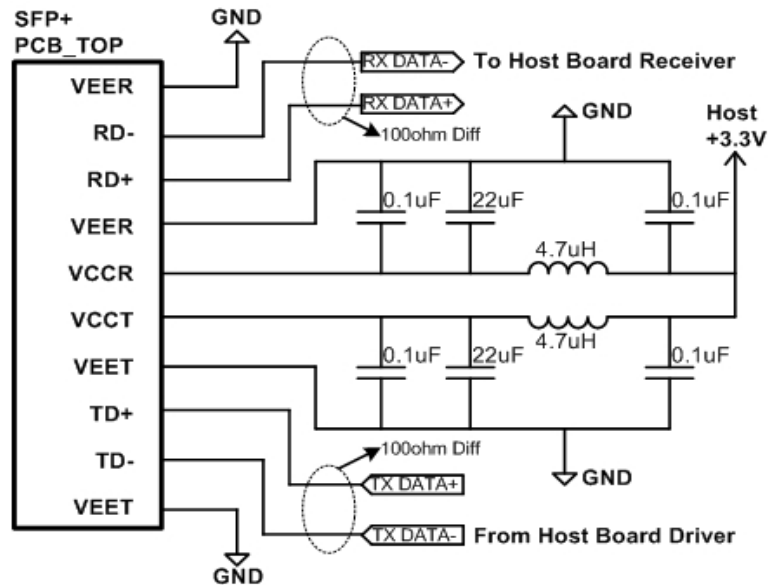 SFP+
PCB_TOP
GND
VEER
RD-
RD+
VEER
VCCR
VCCT
VEET
TD+
TD-
VEET
RX DATA- To Host Board Receiver
RX DATA+
100ohm Diff
GND
Host
+3.3V
0.1uF
22uF
0.1uF
4.7uH
4.7uH
0.1uF
22uF
0.1uF
100ohm Diff
GND
TX DATA+
TX DATA- From Host Board Driver
GND